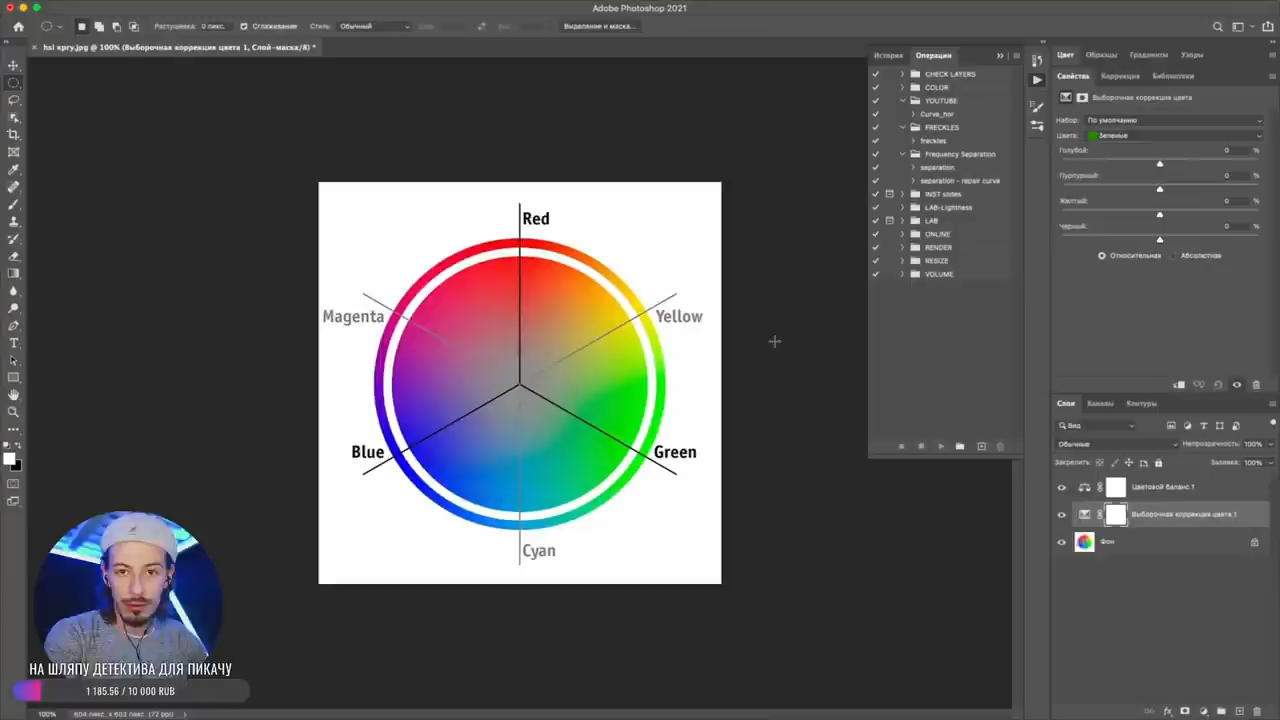 Adobe Photoshop 2021
Растушевка: 0 пикс. Сглаживание Стиль: Обычный Выделение и маска...
hsl кругу.jpg @ 100% (Выборочная коррекция цвета 1, Слой-маска/8) *
История Операции
CHECK LAYERS
COLOR
YOUTUBE
Curve_hor
FRECKLES
freckles
Frequency Separation
separation
separation - repair curve
INST slides
LAB-Lightness
LAB
ONLINE
RENDER
RESIZE
VOLUME
Цвет Образцы Градиенты Узоры
Свойства Коррекция Библиотеки
Выборочная коррекция цвета
Набор: По умолчанию
Цвета: Зеленые
Голубой: 0 %
Пурпурный: 0 %
Желтый: 0 %
Черный: 0 %
Относительная Абсолютная
Слои Каналы Контуры
Вид
Обычные Непрозрачность: 100%
Закрепить: Заливка: 100%
Цветовой баланс 1
Выборочная коррекция цвета 1
Фон
Red
Magenta
Yellow
Blue
Green
Cyan
НА ШЛЯПУ ДЕТЕКТИВА ДЛЯ ПИКАЧУ
1 185.56 / 10 000 RUB
100% 604 пикс. x 603 пикс. (72 ppi)